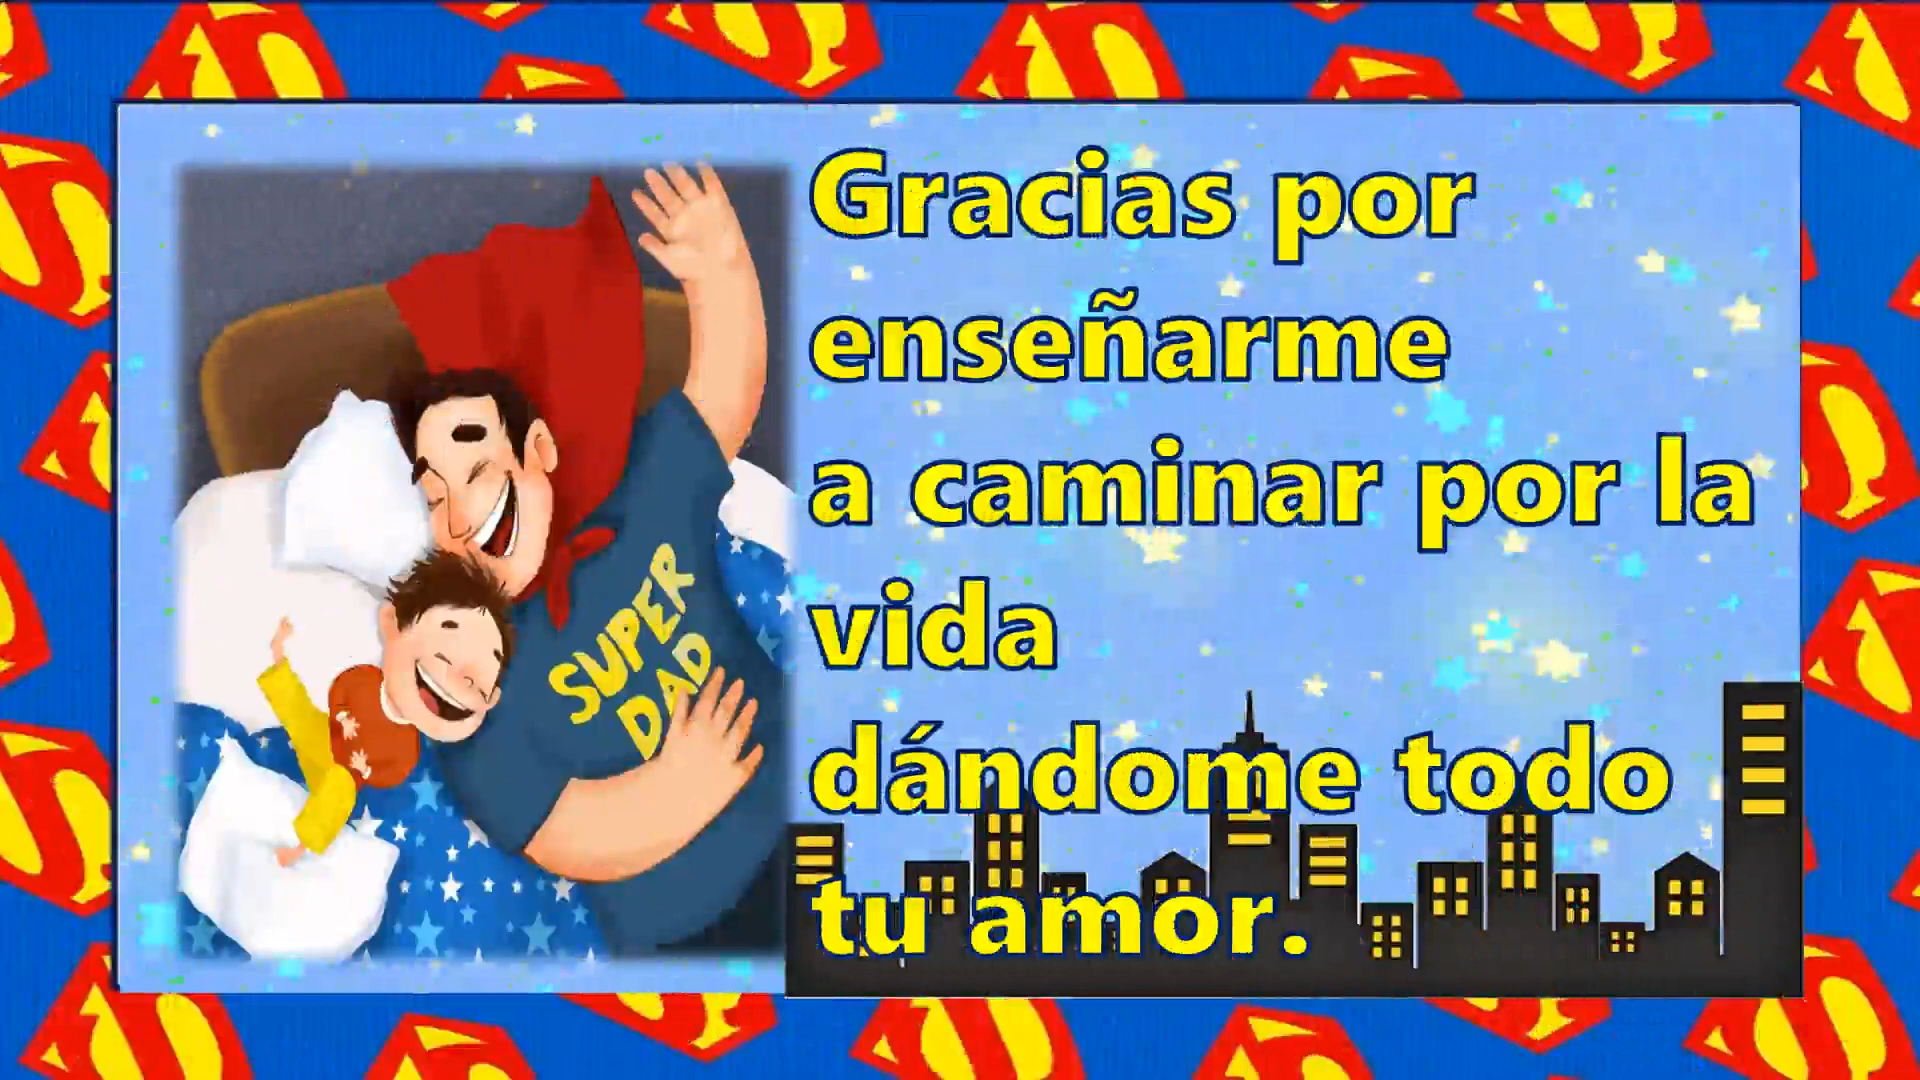 Gracias por
enseñarme
a caminar por la
vida
dándome todo
tu amor.
SUPER
DAD